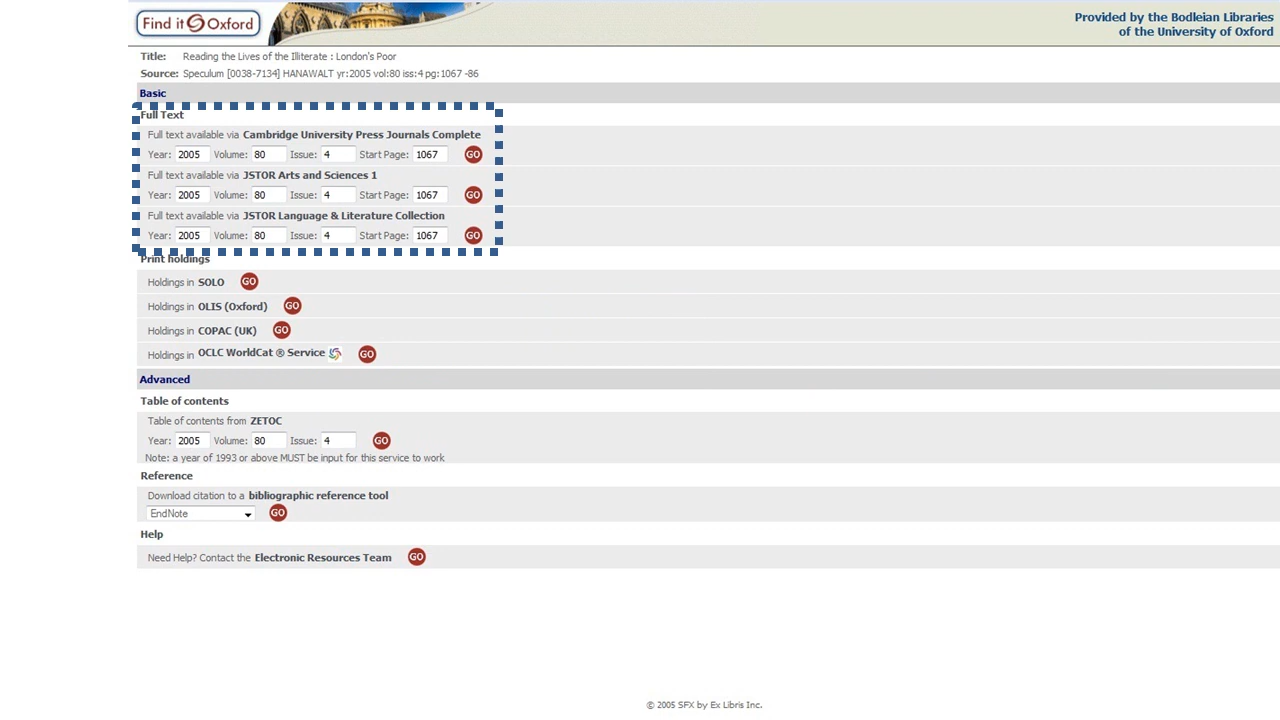 Find it Oxford
Provided by the Bodleian Libraries
of the University of Oxford
Title: Reading the Lives of the Illiterate : London's Poor
Source: Speculum [0038-7134] HANAWALT yr:2005 vol:80 iss:4 pg:1067 -86
Basic
Full Text
Full text available via Cambridge University Press Journals Complete
Year: 2005 Volume: 80 Issue: 4 Start Page: 1067 GO
Full text available via JSTOR Arts and Sciences 1
Year: 2005 Volume: 80 Issue: 4 Start Page: 1067 GO
Full text available via JSTOR Language & Literature Collection
Year: 2005 Volume: 80 Issue: 4 Start Page: 1067 GO
Print holdings
Holdings in SOLO GO
Holdings in OLIS (Oxford) GO
Holdings in COPAC (UK) GO
Holdings in OCLC WorldCat ® Service GO
Advanced
Table of contents
Table of contents from ZETOC
Year: 2005 Volume: 80 Issue: 4 GO
Note: a year of 1993 or above MUST be input for this service to work
Reference
Download citation to a bibliographic reference tool
EndNote GO
Help
Need Help? Contact the Electronic Resources Team GO
© 2005 SFX by Ex Libris Inc.